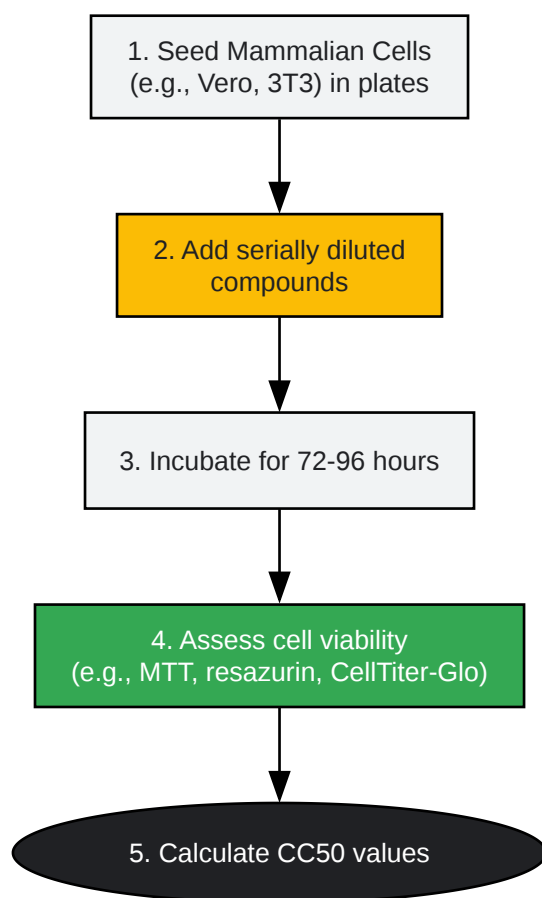 1. Seed Mammalian Cells
(e.g., Vero, 3T3) in plates
2. Add serially diluted
compounds
3. Incubate for 72-96 hours
4. Assess cell viability
(e.g., MTT, resazurin, CellTiter-Glo)
5. Calculate CC50 values